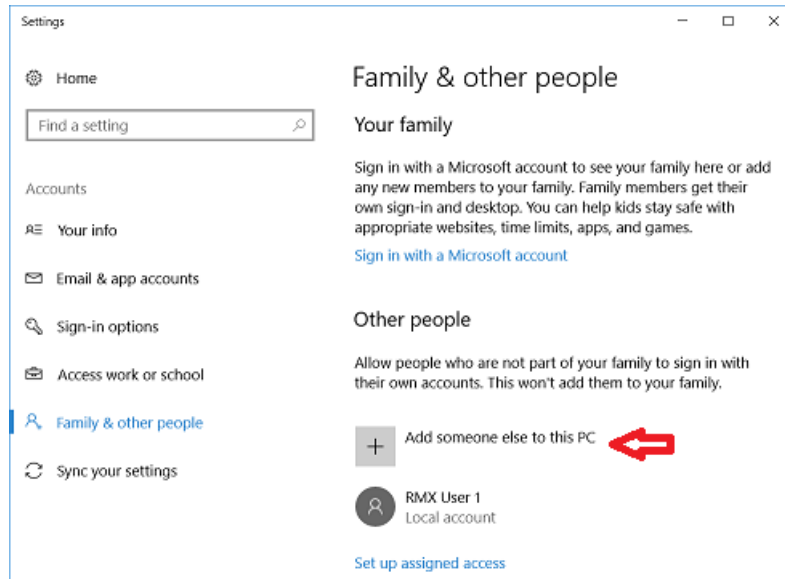 Settings
Home
Find a setting
Accounts
Your info
Email & app accounts
Sign-in options
Access work or school
Family & other people
Sync your settings
Family & other people
Your family
Sign in with a Microsoft account to see your family here or add
any new members to your family. Family members get their
own sign-in and desktop. You can help kids stay safe with
appropriate websites, time limits, apps, and games.
Sign in with a Microsoft account
Other people
Allow people who are not part of your family to sign in with
their own accounts. This won't add them to your family.
Add someone else to this PC
RMX User 1
Local account
Set up assigned access